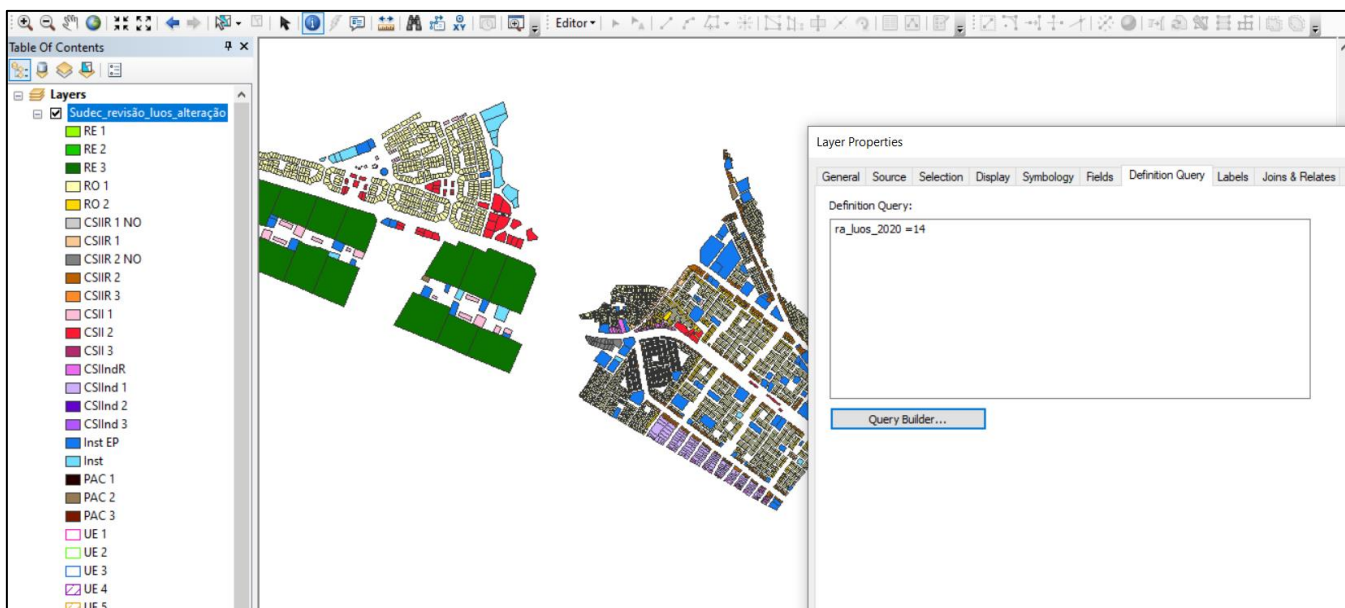 Editor
Table Of Contents
Layers
Sudec_revisão_luos_alteração
RE 1
RE 2
RE 3
RO 1
RO 2
CSIIR 1 NO
CSIIR 1
CSIIR 2 NO
CSIIR 2
CSIIR 3
CSII 1
CSII 2
CSII 3
CSIIndR
CSIInd 1
CSIInd 2
CSIInd 3
Inst EP
Inst
PAC 1
PAC 2
PAC 3
UE 1
UE 2
UE 3
UE 4
UE 5
Layer Properties
General Source Selection Display Symbology Fields Definition Query Labels Joins & Relates
Definition Query:
ra_luos_2020 =14
Query Builder...